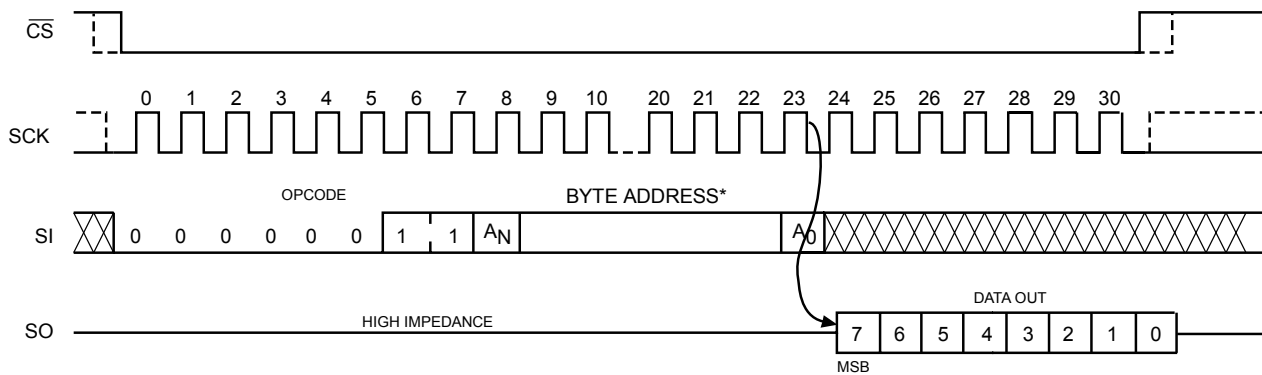 CS
0 1 2 3 4 5 6 7 8 9 10 20 21 22 23 24 25 26 27 28 29 30
SCK
OPCODE
BYTE ADDRESS*
SI 0 0 0 0 0 0 1 1 AN A0
DATA OUT
SO HIGH IMPEDANCE 7 6 5 4 3 2 1 0
MSB